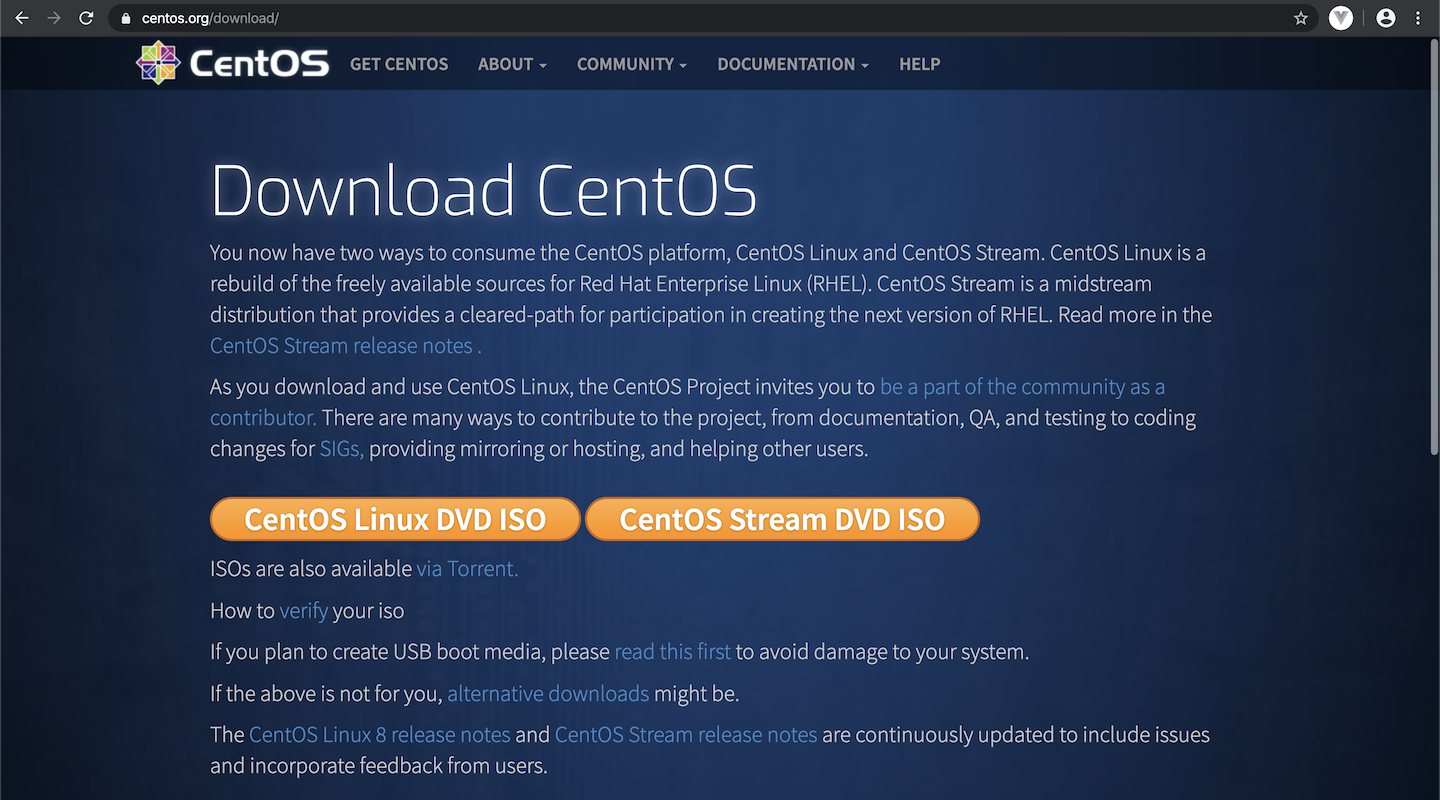 centos.org/download/
CentOS GET CENTOS ABOUT COMMUNITY DOCUMENTATION HELP
Download CentOS
You now have two ways to consume the CentOS platform, CentOS Linux and CentOS Stream. CentOS Linux is a
rebuild of the freely available sources for Red Hat Enterprise Linux (RHEL). CentOS Stream is a midstream
distribution that provides a cleared-path for participation in creating the next version of RHEL. Read more in the
CentOS Stream release notes .
As you download and use CentOS Linux, the CentOS Project invites you to be a part of the community as a
contributor. There are many ways to contribute to the project, from documentation, QA, and testing to coding
changes for SIGs, providing mirroring or hosting, and helping other users.
CentOS Linux DVD ISO CentOS Stream DVD ISO
ISOs are also available via Torrent.
How to verify your iso
If you plan to create USB boot media, please read this first to avoid damage to your system.
If the above is not for you, alternative downloads might be.
The CentOS Linux 8 release notes and CentOS Stream release notes are continuously updated to include issues
and incorporate feedback from users.